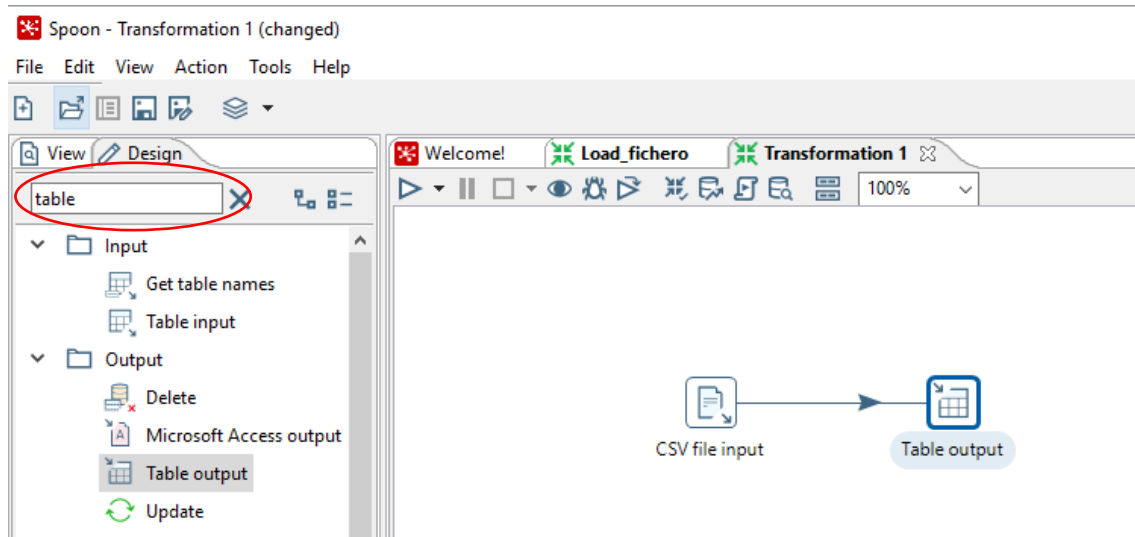 Spoon - Transformation 1 (changed)
File Edit View Action Tools Help
View Design
table
Input
Get table names
Table input
Output
Delete
Microsoft Access output
Table output
Update
Welcome! Load_fichero Transformation 1
100%
CSV file input Table output